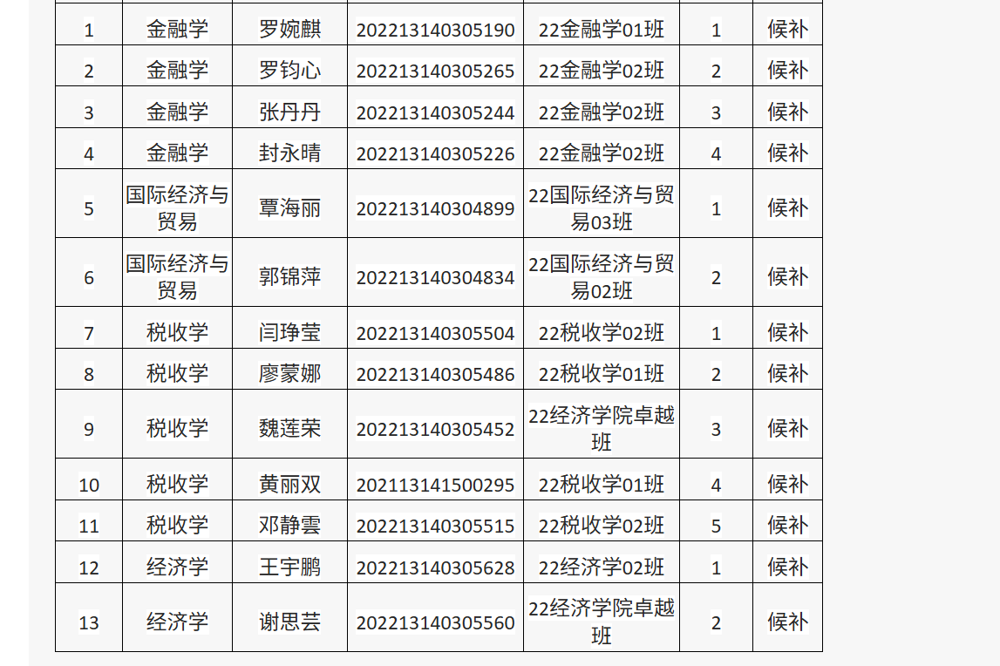 1 金融学 罗婉麒 202213140305190 22金融学01班 1 候补
2 金融学 罗钧心 202213140305265 22金融学02班 2 候补
3 金融学 张丹丹 202213140305244 22金融学02班 3 候补
4 金融学 封永晴 202213140305226 22金融学02班 4 候补
5 国际经济与
贸易 覃海丽 202213140304899 22国际经济与贸
易03班 1 候补
6 国际经济与
贸易 郭锦萍 202213140304834 22国际经济与贸
易02班 2 候补
7 税收学 闫琤莹 202213140305504 22税收学02班 1 候补
8 税收学 廖蒙娜 202213140305486 22税收学01班 2 候补
9 税收学 魏莲荣 202213140305452 22经济学院卓越
班 3 候补
10 税收学 黄丽双 202113141500295 22税收学01班 4 候补
11 税收学 邓静雲 202213140305515 22税收学02班 5 候补
12 经济学 王宇鹏 202213140305628 22经济学02班 1 候补
13 经济学 谢思芸 202213140305560 22经济学院卓越
班 2 候补